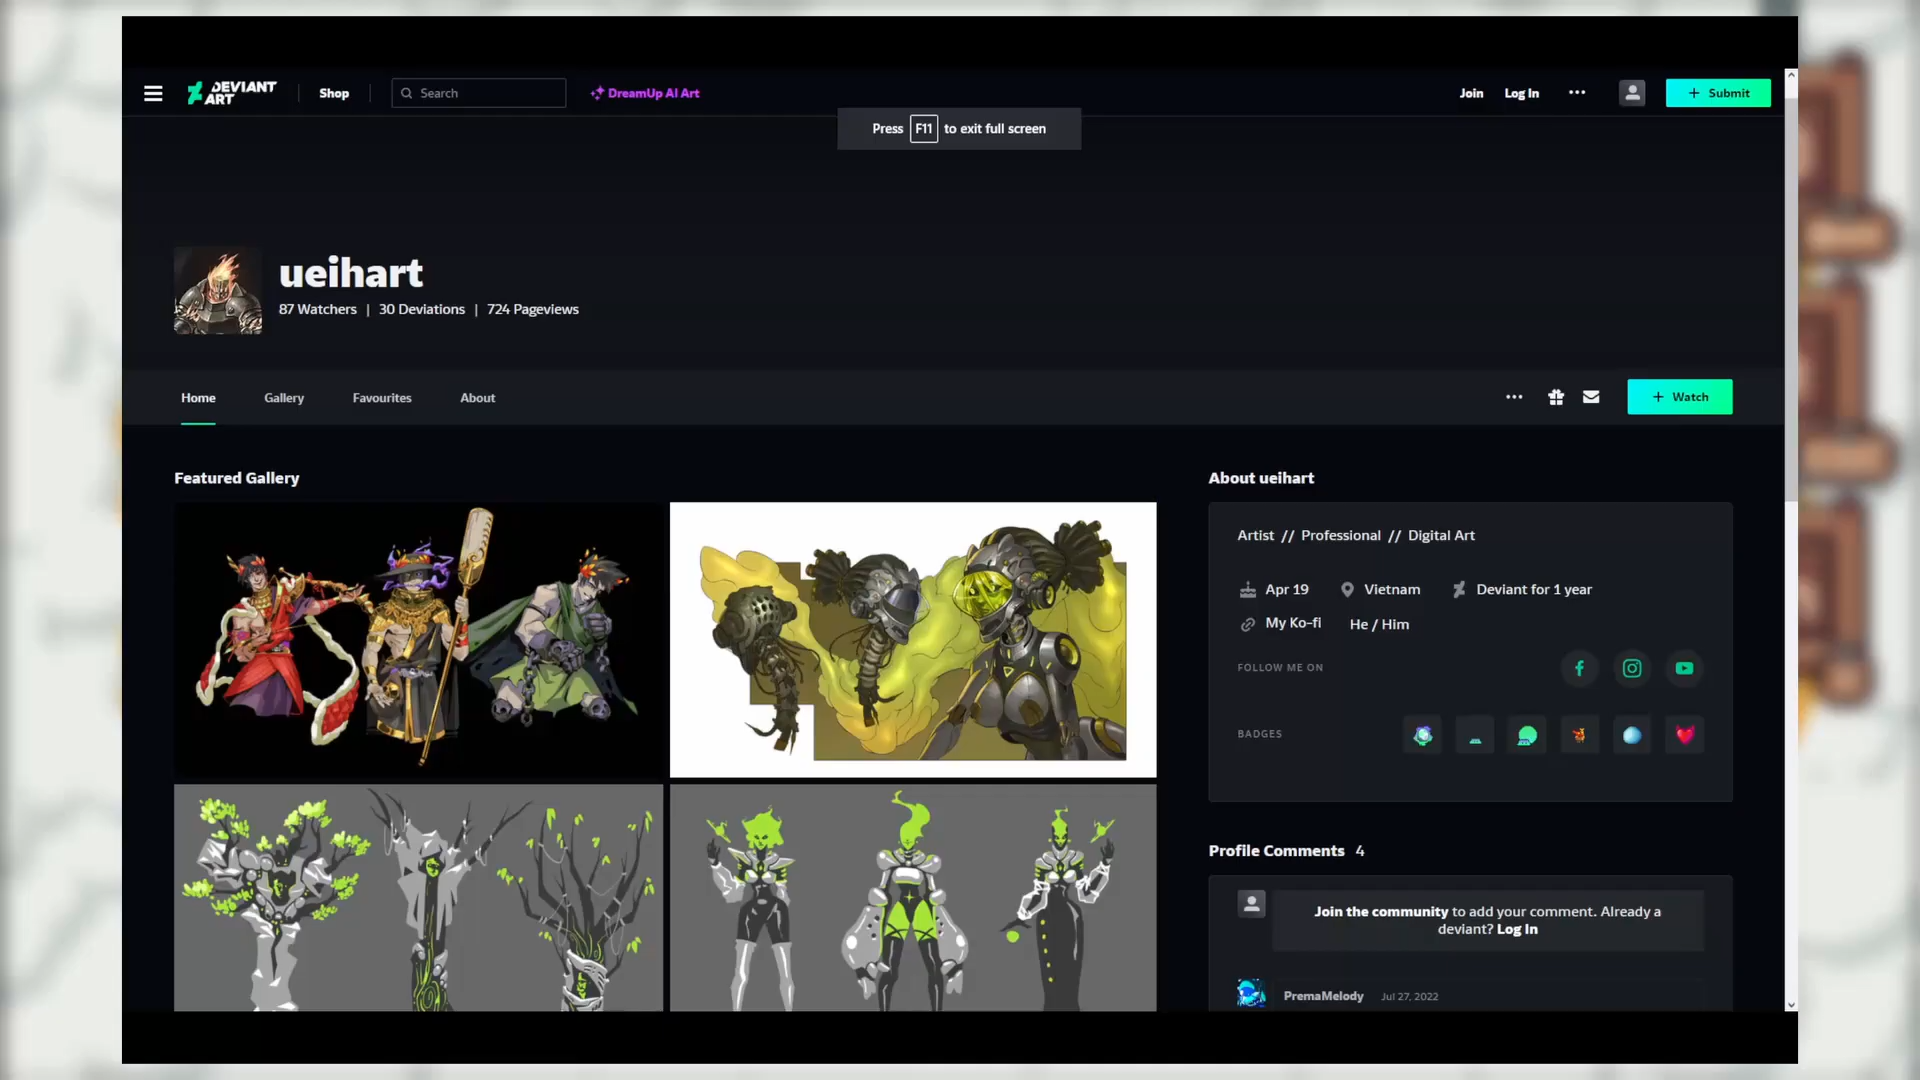 DEVIANT ART
Shop
Search
DreamUp AI Art
Join
Log In
+ Submit
Press F11 to exit full screen
ueihart
87 Watchers | 30 Deviations | 724 Pageviews
Home
Gallery
Favourites
About
+ Watch
Featured Gallery
About ueihart
Artist // Professional // Digital Art
Apr 19
Vietnam
Deviant for 1 year
My Ko-fi
He / Him
FOLLOW ME ON
BADGES
Profile Comments 4
Join the community to add your comment. Already a
deviant? Log In
PremaMelody
Jul 27, 2022